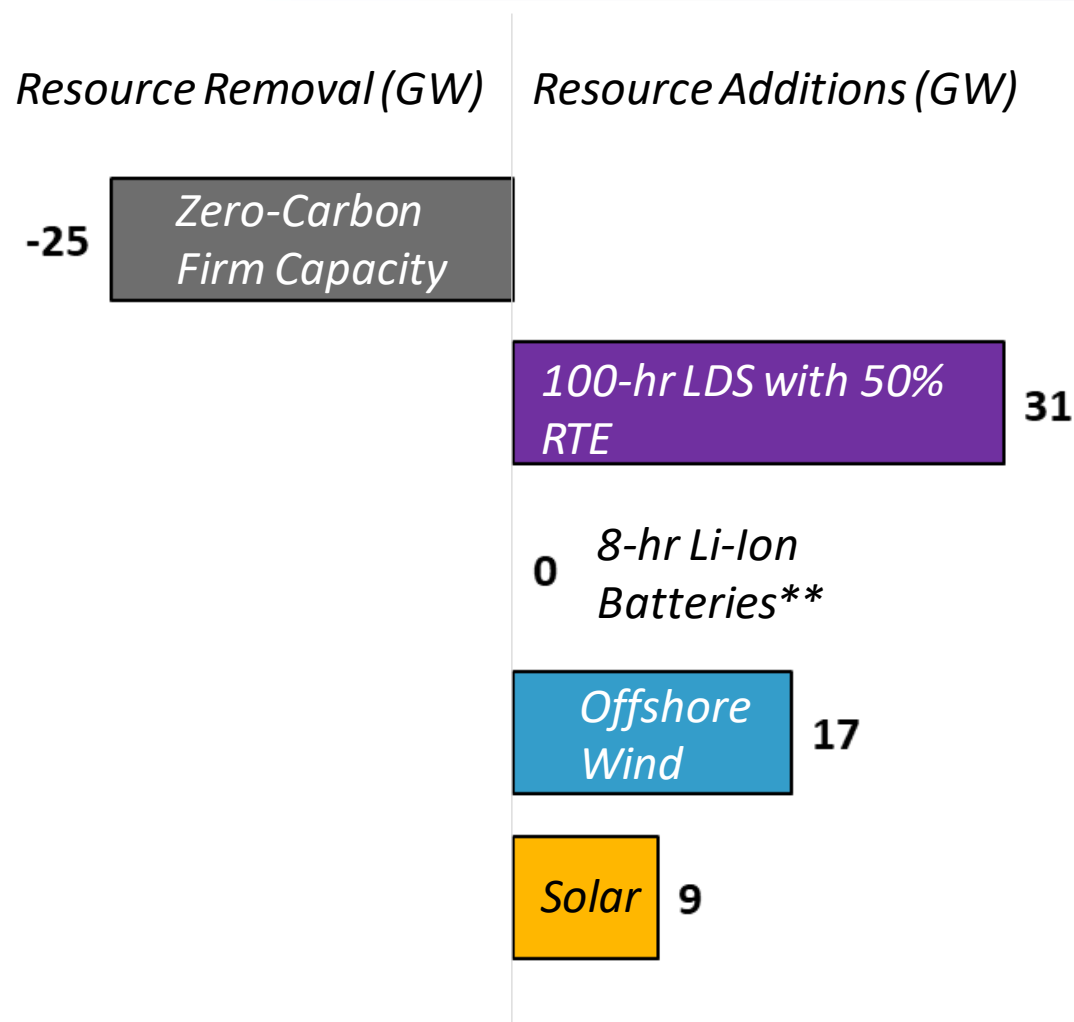 Resource Removal (GW)
Resource Additions (GW)
-25
Zero-Carbon
Firm Capacity
100-hr LDS with 50%
RTE
31
0
8-hr Li-Ion
Batteries**
Offshore
Wind
17
Solar
9